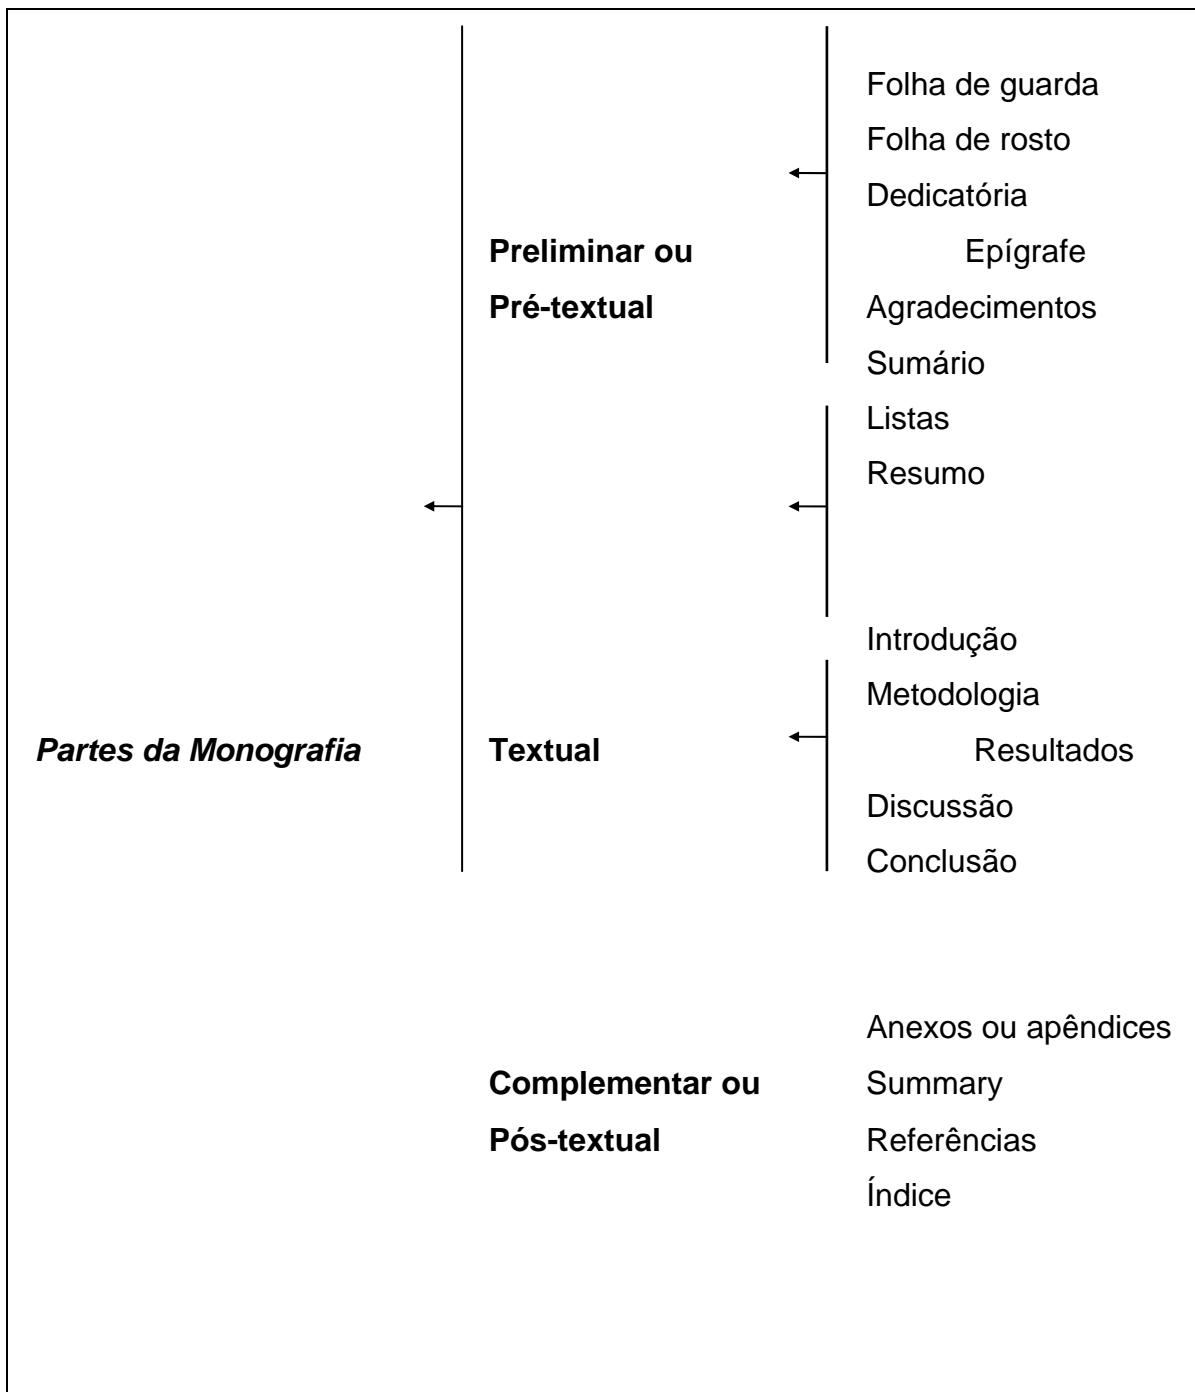 Folha de guarda
Folha de rosto
Dedicatória
Preliminar ou Epígrafe
Pré-textual Agradecimentos
Sumário
Listas
Resumo
Introdução
Metodologia
Partes da Monografia Textual Resultados
Discussão
Conclusão
Anexos ou apêndices
Complementar ou Summary
Pós-textual Referências
Índice